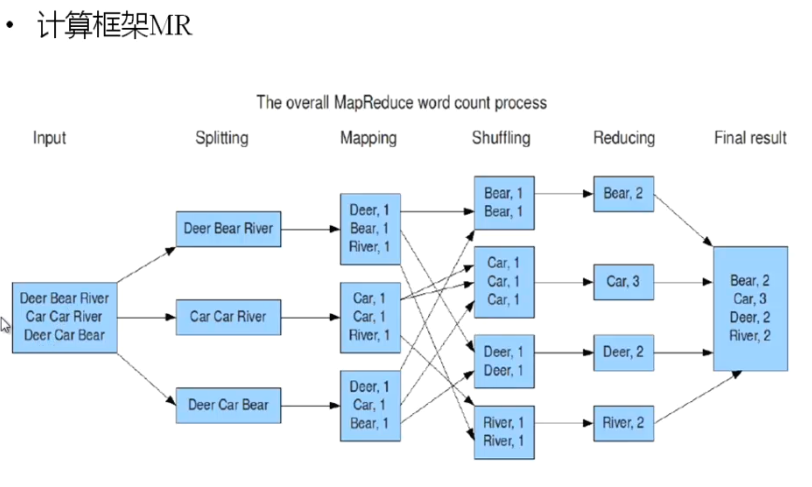 • 计算框架MR
The overall MapReduce word count process
Input
Splitting
Mapping
Shuffling
Reducing
Final result
Deer Bear River
Car Car River
Deer Car Bear
Deer Bear River
Car Car River
Deer Car Bear
Deer, 1
Bear, 1
River, 1
Car, 1
Car, 1
River, 1
Deer, 1
Car, 1
Bear, 1
Bear, 1
Bear, 1
Car, 1
Car, 1
Car, 1
Deer, 1
Deer, 1
River, 1
River, 1
Bear, 2
Car, 3
Deer, 2
River, 2
Bear, 2
Car, 3
Deer, 2
River, 2